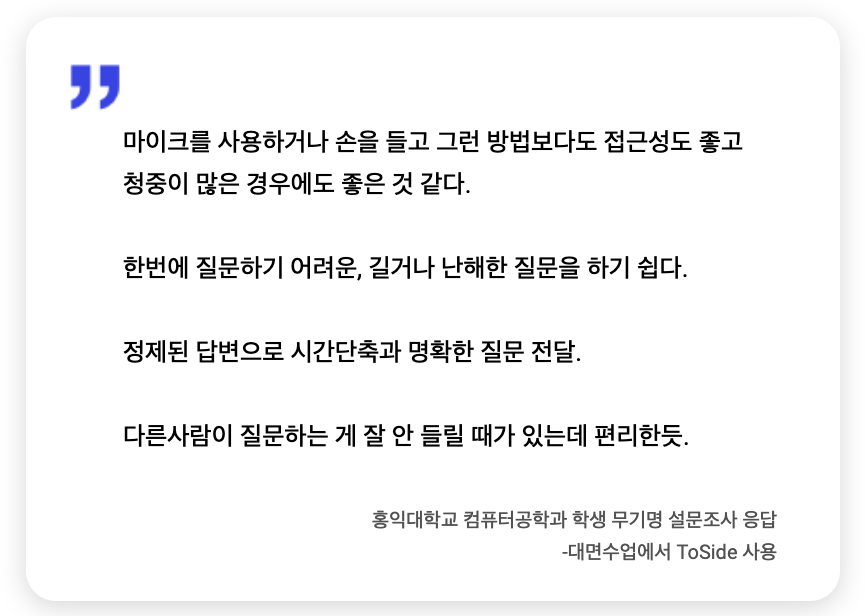 마이크를 사용하거나 손을 들고 그런 방법보다도 접근성도 좋고
청중이 많은 경우에도 좋은 것 같다.
한번에 질문하기 어려운, 길거나 난해한 질문을 하기 쉽다.
정제된 답변으로 시간단축과 명확한 질문 전달.
다른사람이 질문하는 게 잘 안 들릴 때가 있는데 편리한듯.
홍익대학교 컴퓨터공학과 학생 무기명 설문조사 응답
-대면수업에서 ToSide 사용